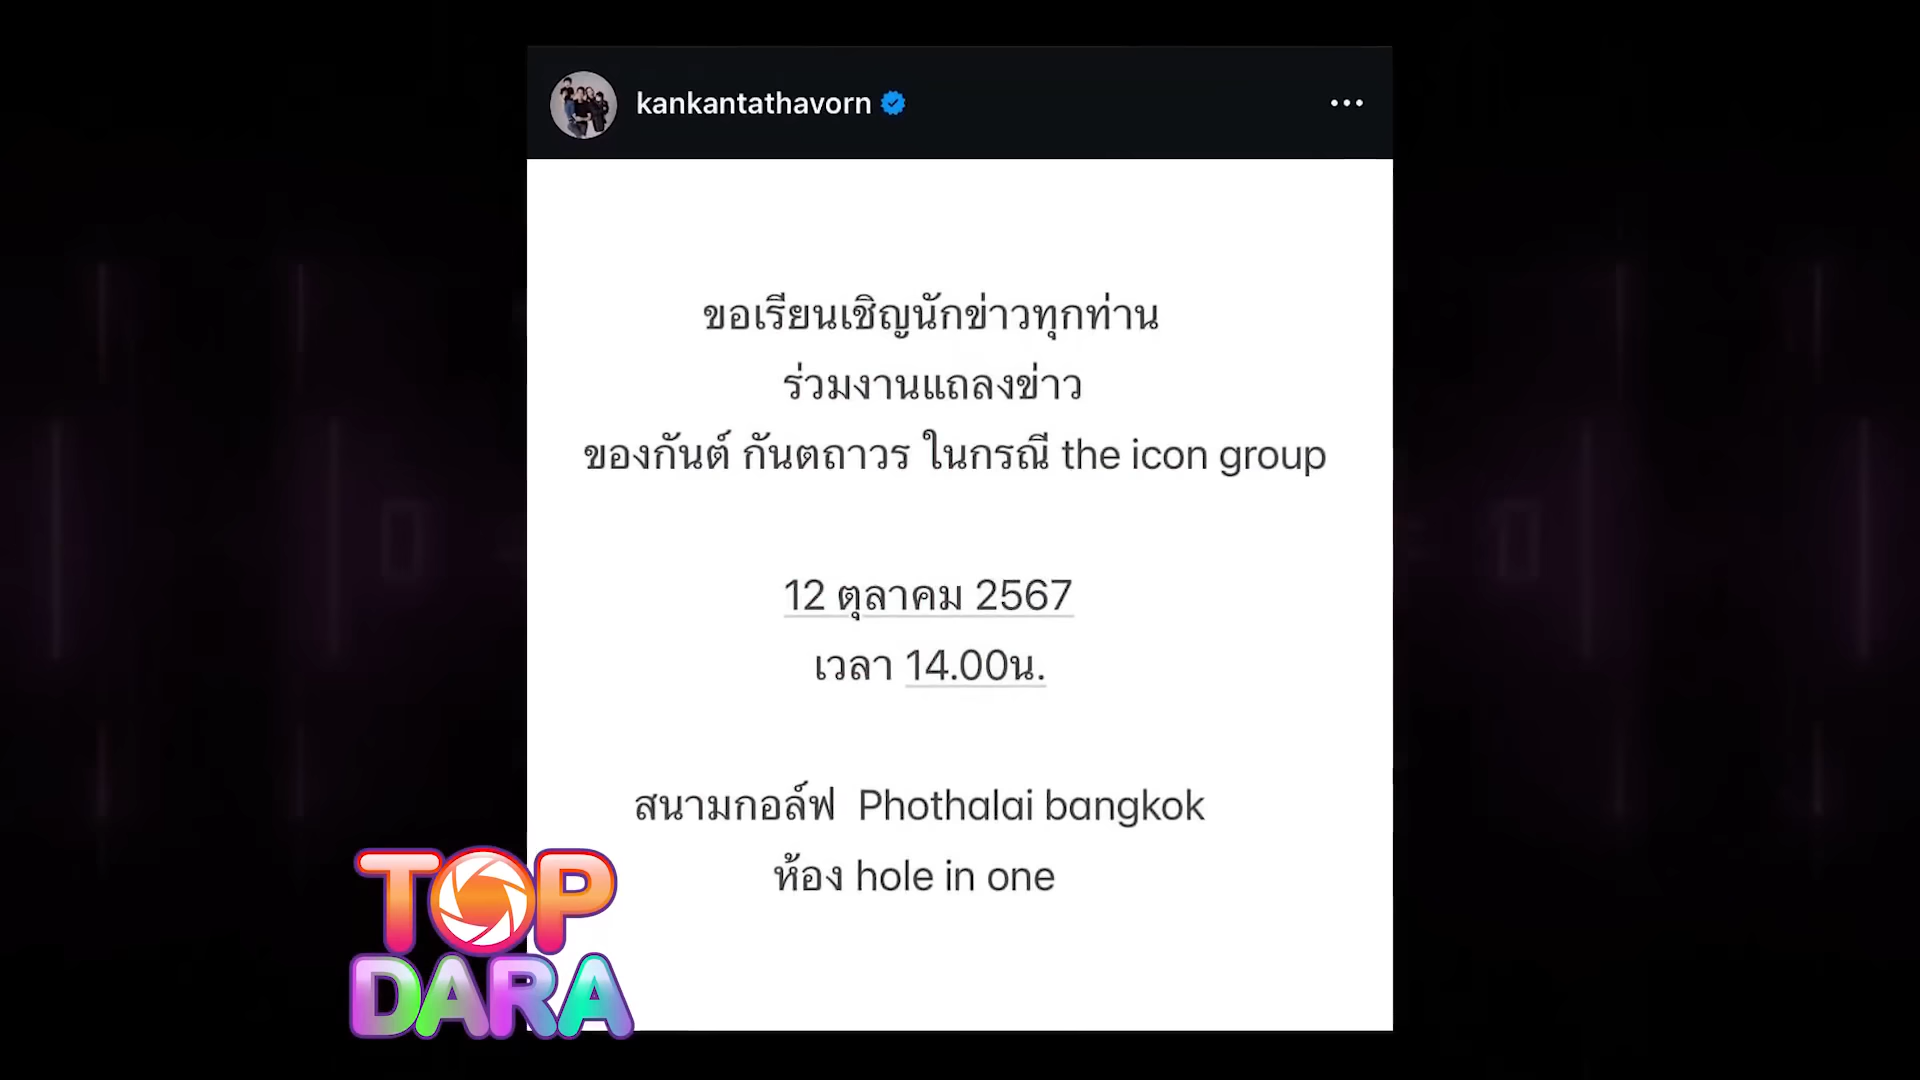 kankantathavorn
ขอเรียนเชิญนักข่าวทุกท่าน
ร่วมงานแถลงข่าว
ของกันต์ กันตถาวร ในกรณี the icon group
12 ตุลาคม 2567
เวลา 14.00น.
สนามกอล์ฟ Phothalai bangkok
ห้อง hole in one
TOP
DARA